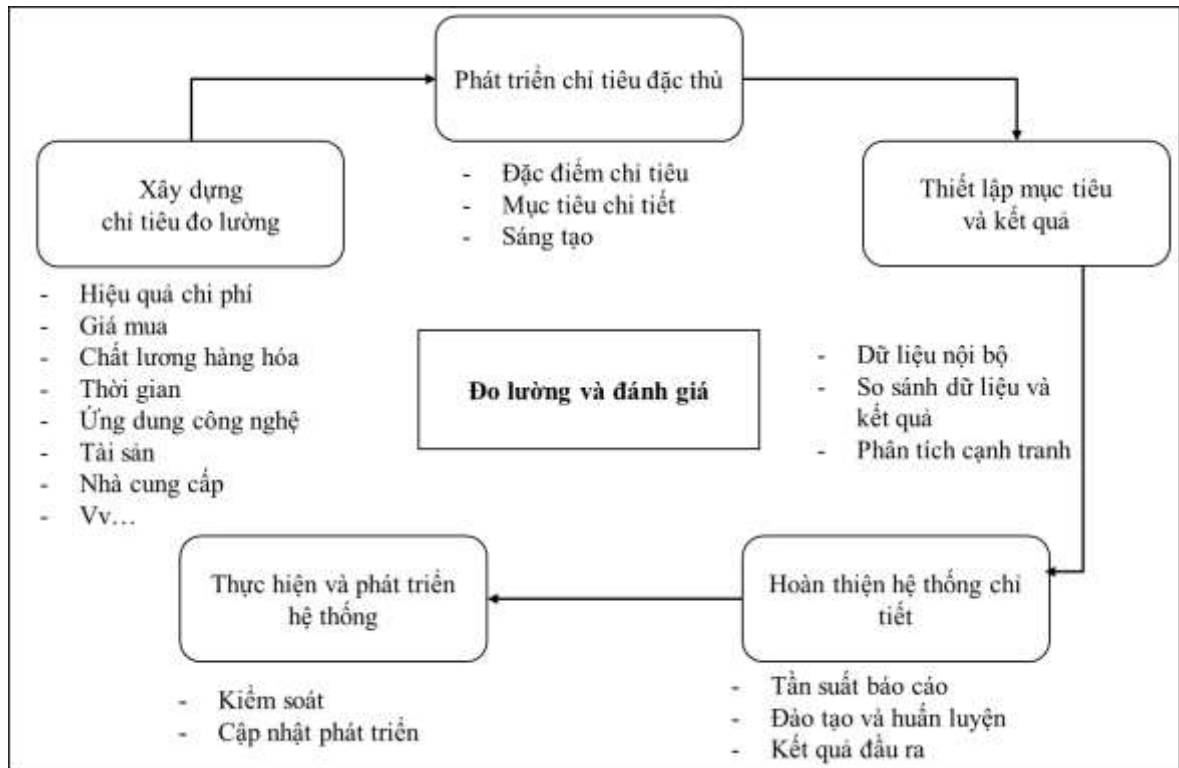 Phát triển chỉ tiêu đặc thù
- Đặc điểm chỉ tiêu
- Mục tiêu chi tiết
- Sáng tạo
Xây dựng
chỉ tiêu đo lường
- Hiệu quả chi phí
- Giá mua
- Chất lương hàng hóa
- Thời gian
- Ứng dung công nghệ
- Tài sản
- Nhà cung cấp
- Vv…
Thiết lập mục tiêu
và kết quả
- Dữ liệu nội bộ
- So sánh dữ liệu và
kết quả
- Phân tích cạnh tranh
Đo lường và đánh giá
Hoàn thiện hệ thống chi
tiết
- Tần suất báo cáo
- Đào tạo và huấn luyện
- Kết quả đầu ra
Thực hiện và phát triển
hệ thống
- Kiểm soát
- Cập nhật phát triển